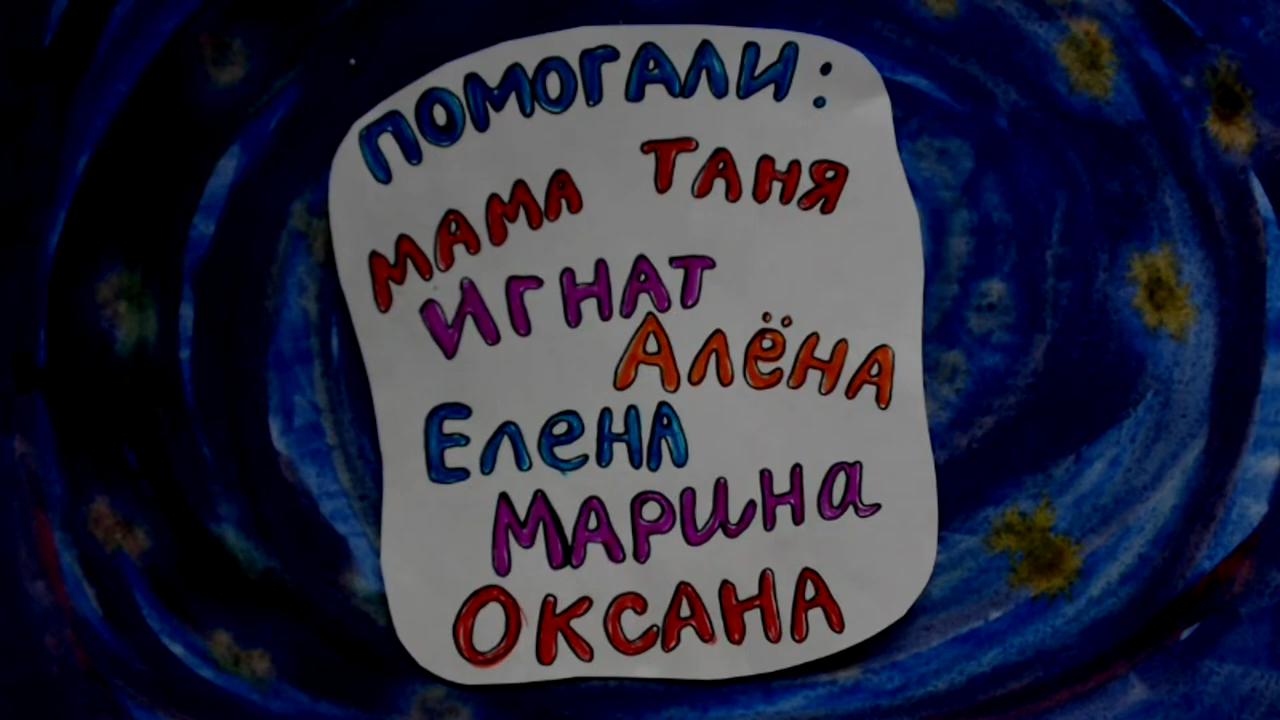 ПОМОГАЛИ:
МАМА ТАНЯ
ИГНАТ
АЛёНА
ЕлеНА
МАРИНа
ОКСАНА